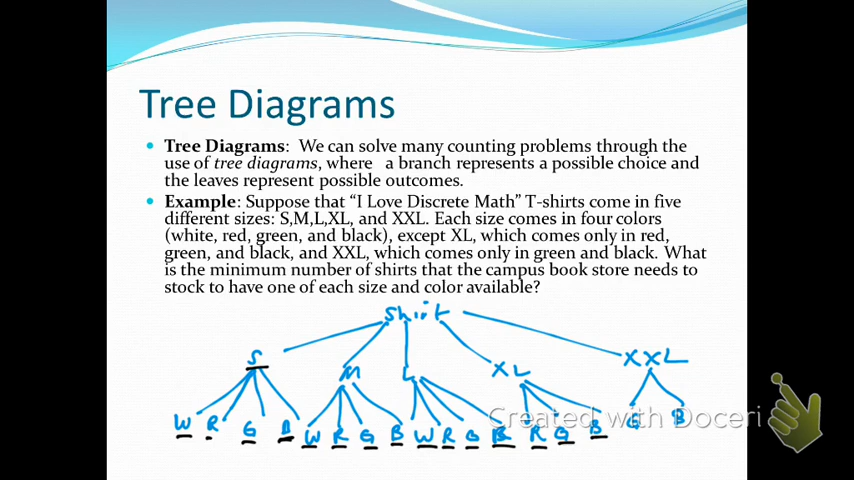 Tree Diagrams
• Tree Diagrams: We can solve many counting problems through the
use of tree diagrams, where a branch represents a possible choice and
the leaves represent possible outcomes.
• Example: Suppose that “I Love Discrete Math” T-shirts come in five
different sizes: S,M,L,XL, and XXL. Each size comes in four colors
(white, red, green, and black), except XL, which comes only in red,
green, and black, and XXL, which comes only in green and black. What
is the minimum number of shirts that the campus book store needs to
stock to have one of each size and color available?
Shirt
S M L XL XXL
W R G B W R G B W R G B R G B G B
Created with Doceri